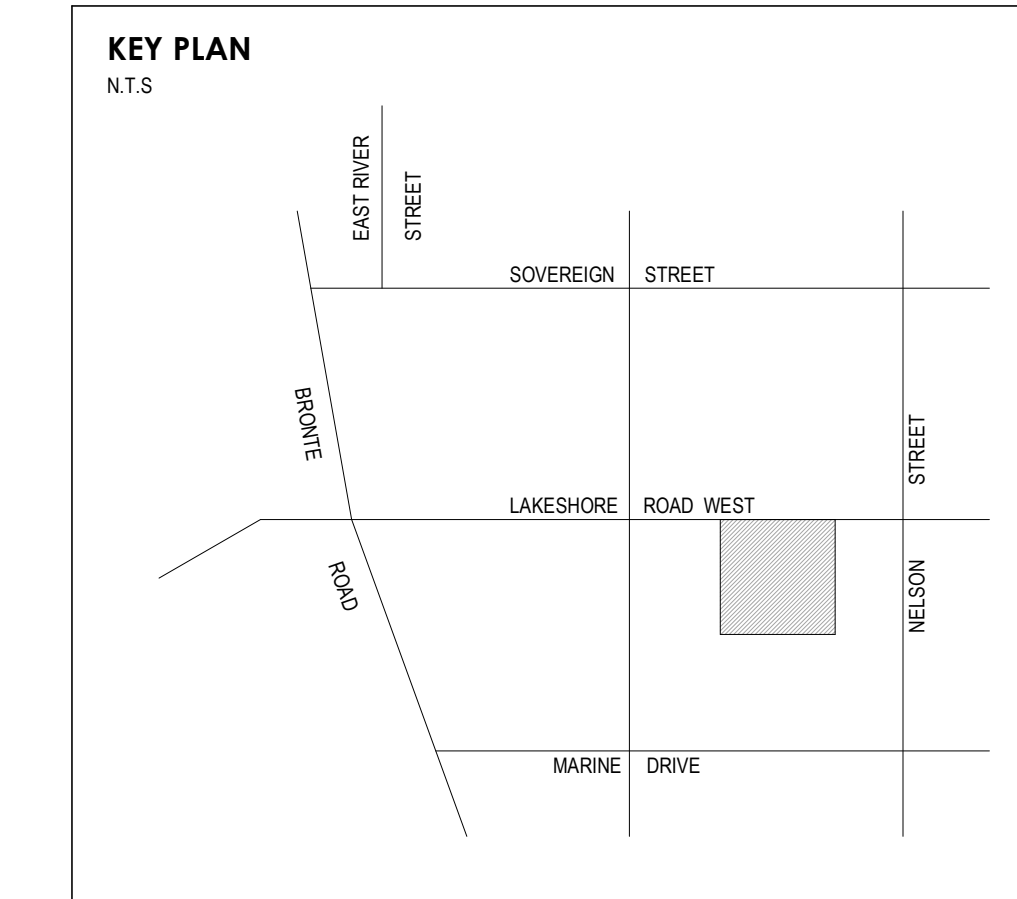 KEY PLAN
N.T.S
EAST RIVER
STREET
SOVEREIGN STREET
BRONTE
STREET
LAKESHORE ROAD WEST
ROAD
NELSON
MARINE DRIVE